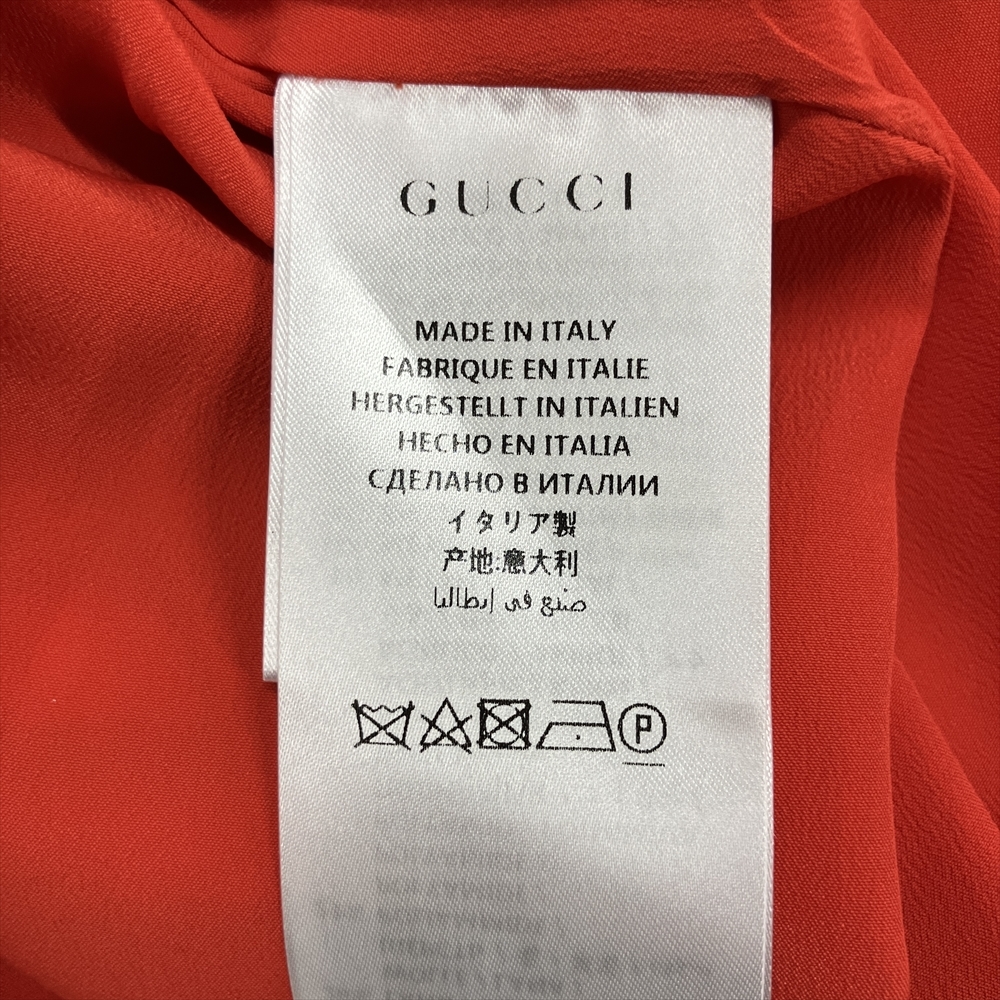 GUCCI
MADE IN ITALY
FABRIQUE EN ITALIE
HERGESTELLT IN ITALIEN
HECHO EN ITALIA
СДЕЛАНО В ИТАЛИИ
イタリア製
产地:意大利
صنع في إيطاليا
P